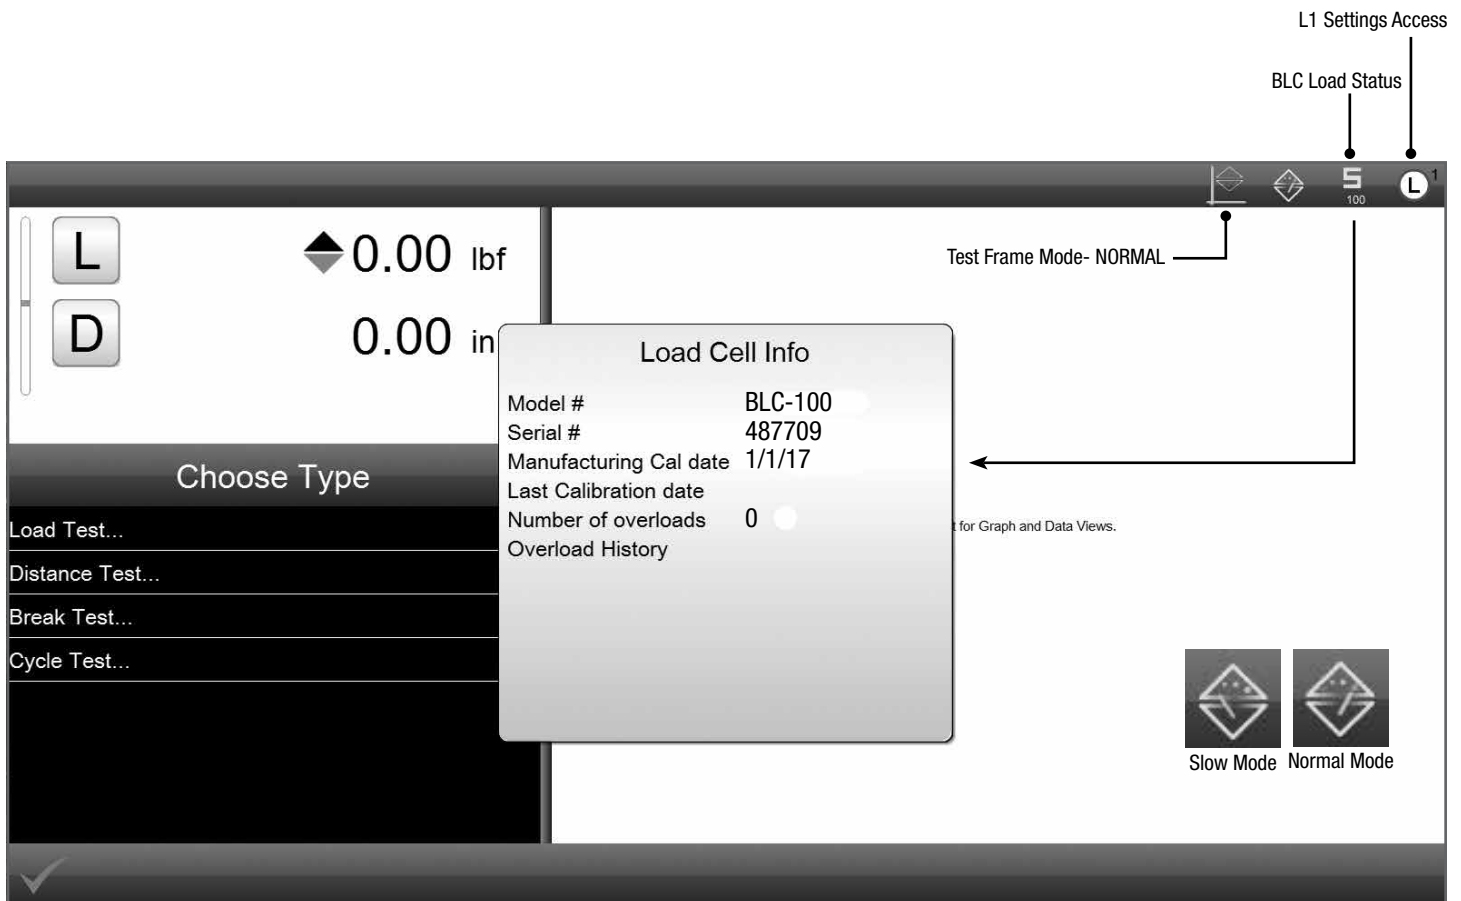 L1 Settings Access
BLC Load Status
S
100
L 1
L
0.00 lbf
Test Frame Mode- NORMAL
D
0.00 in
Load Cell Info
Model # BLC-100
Serial # 487709
Manufacturing Cal date 1/1/17
Last Calibration date
Number of overloads 0
Overload History
Choose Type
Load Test...
Distance Test...
Break Test...
Cycle Test...
t for Graph and Data Views.
Slow Mode Normal Mode